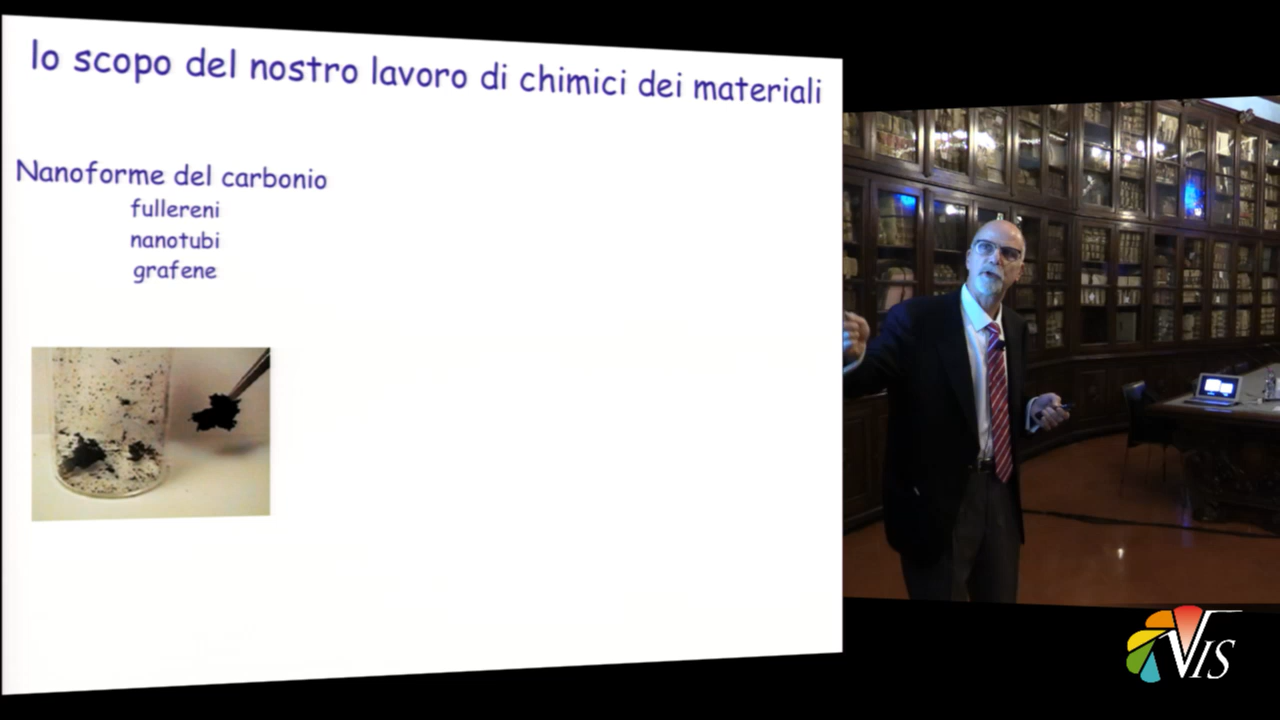 lo scopo del nostro lavoro di chimici dei materiali
Nanoforme del carbonio
fullereni
nanotubi
grafene
VIS